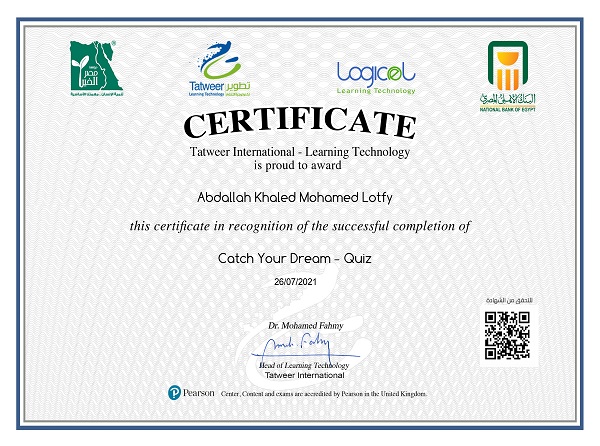 مصر الخير
Tatweer تطوير
Learning Technology
Logicol
Learning Technology
البنك الأهلي المصري
NATIONAL BANK OF EGYPT
CERTIFICATE
Tatweer International - Learning Technology
is proud to award
Abdallah Khaled Mohamed Lotfy
this certificate in recognition of the successful completion of
Catch Your Dream - Quiz
26/07/2021
للتحقق من الشهادة
Dr. Mohamed Fahmy
Head of Learning Technology
Tatweer International
Pearson Center, Content and exams are accredited by Pearson in the United Kingdom.